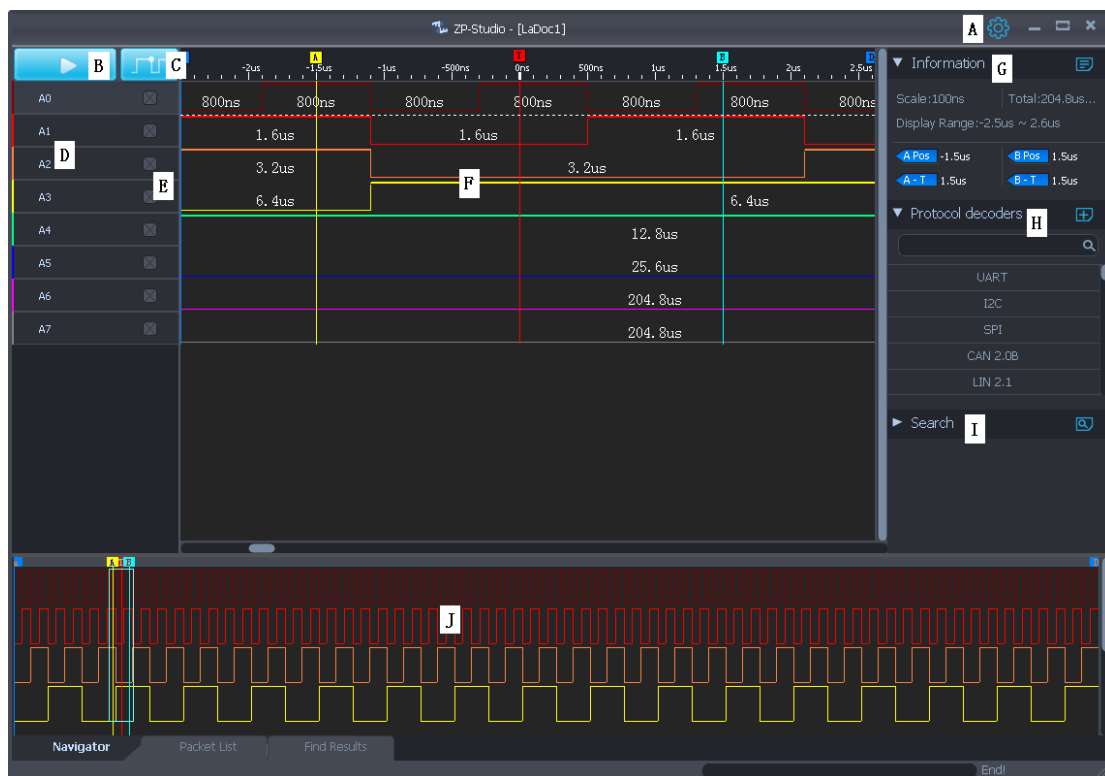 ZP-Studio - [LaDoc1]
A
B
C
A
T
B
D
-2us -1.5us -1us -500ns 0ns 500ns 1us 1.5us 2us 2.5us
A0
800ns 800ns 800ns 800ns 800ns 800ns 800ns
A1
1.6us 1.6us 1.6us
D
A2
3.2us 3.2us
E
F
A3
6.4us 6.4us
A4
12.8us
A5
25.6us
A6
204.8us
A7
204.8us
Information
G
Scale:100ns Total:204.8us...
Display Range:-2.5us ~ 2.6us
A Pos -1.5us B Pos 1.5us
A - T 1.5us B - T 1.5us
Protocol decoders
H
UART
I2C
SPI
CAN 2.0B
LIN 2.1
Search
I
A B
J
Navigator Packet List Find Results
End!